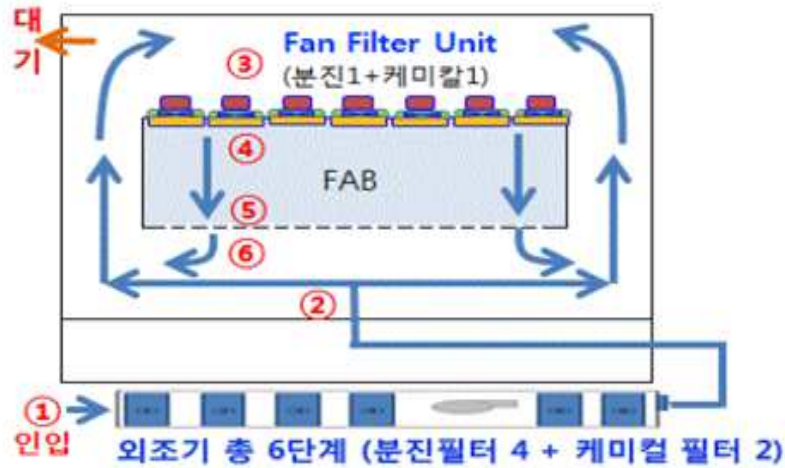 대
기
Fan Filter Unit
③ (분진1+케미칼1)
④
FAB
⑤
⑥
②
①
인입
외조기 총 6단계 (분진필터 4 + 케미컬 필터 2)